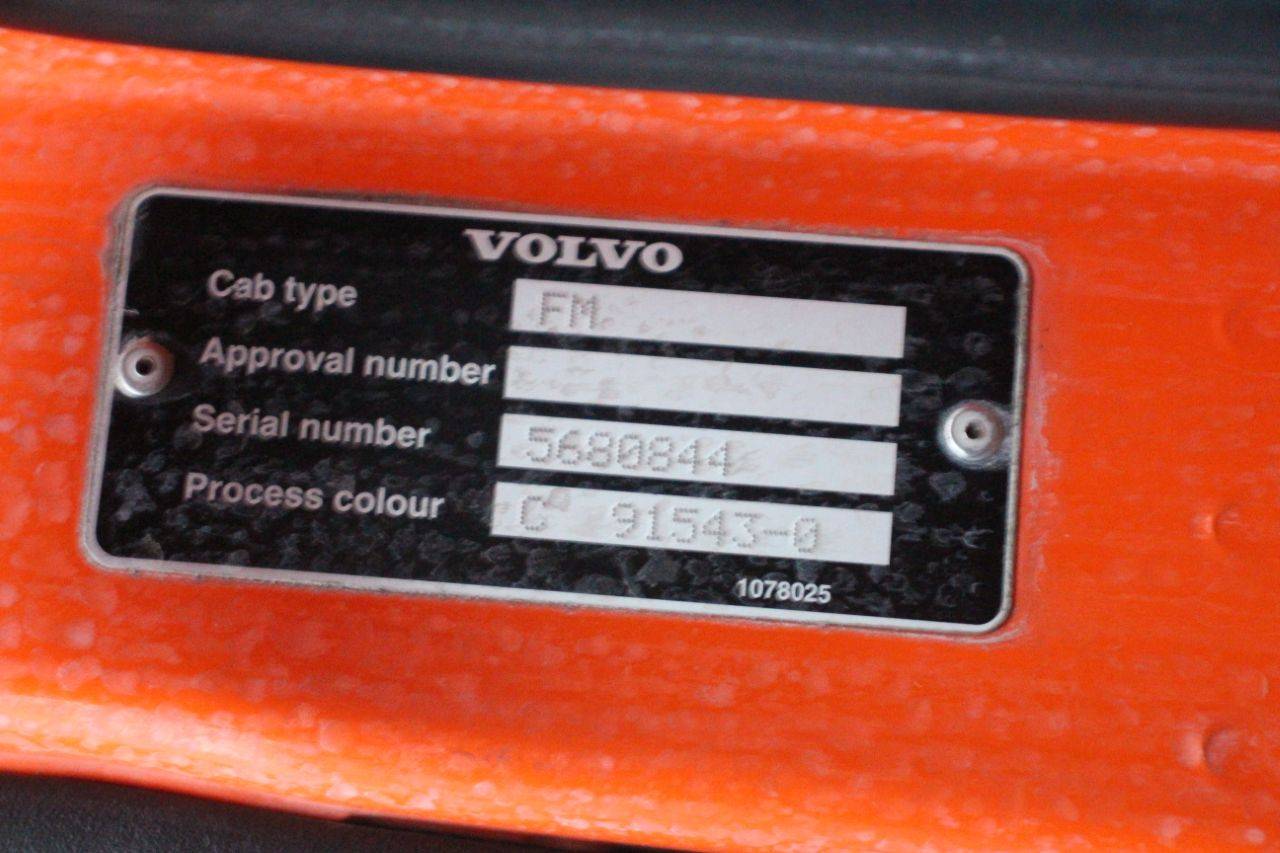 VOLVO
Cab type FM
Approval number
Serial number 5680844
Process colour C 91543-0
1078025